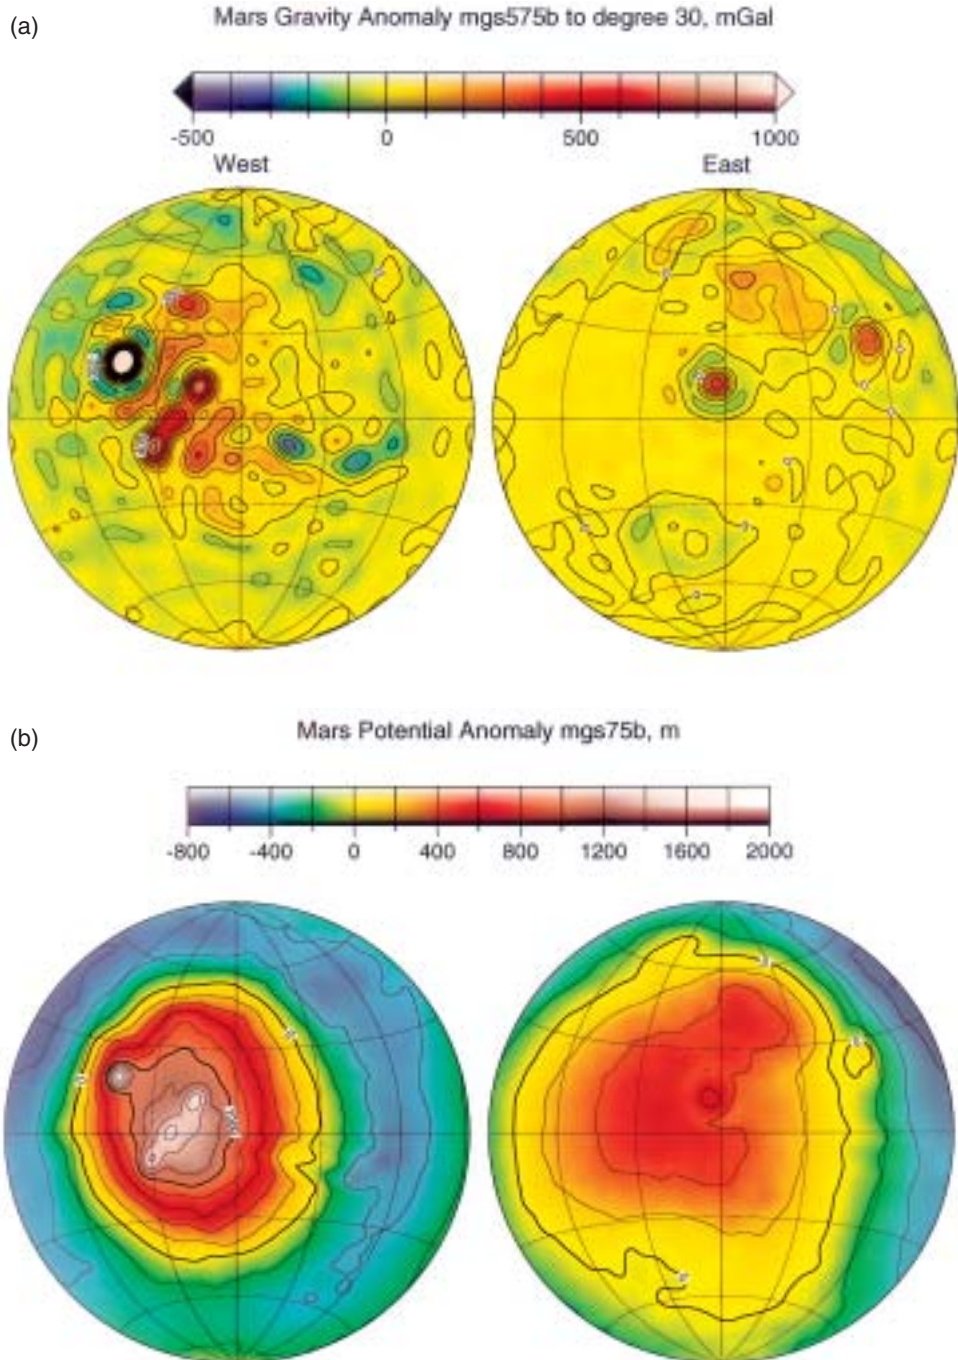 (a)
Mars Gravity Anomaly mgs575b to degree 30, mGal
-500 0 500 1000
West East
(b)
Mars Potential Anomaly mgs75b, m
-800 -400 0 400 800 1200 1600 2000